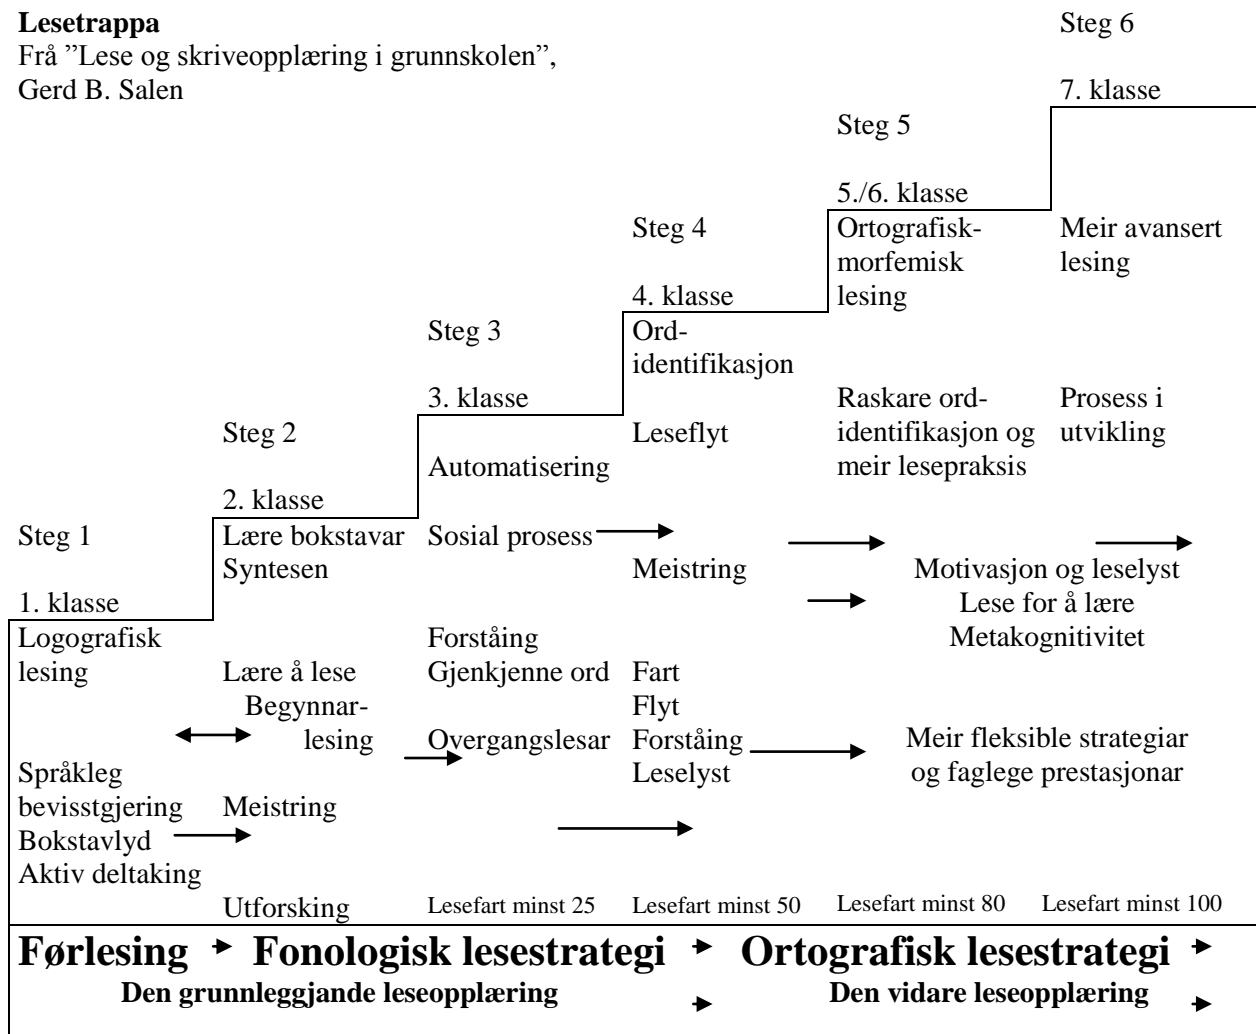 Lesetrappa
Frå ”Lese og skriveopplæring i grunnskolen”,
Gerd B. Salen
Steg 1
1. klasse
Logografisk
lesing
Språkleg
bevisstgjering
Bokstavlyd
Aktiv deltaking
Steg 2
2. klasse
Lære bokstavar
Syntesen
Lære å lese
Begynnar-
lesing
Meistring
Utforsking
Steg 3
3. klasse
Automatisering
Sosial prosess
Forståing
Gjenkjenne ord
Overgangslesar
Lesefart minst 25
Steg 4
4. klasse
Ord-
identifikasjon
Leseflyt
Meistring
Fart
Flyt
Forståing
Leselyst
Lesefart minst 50
Steg 5
5./6. klasse
Ortografisk-
morfemisk
lesing
Raskare ord-
identifikasjon og
meir lesepraksis
Steg 6
7. klasse
Meir avansert
lesing
Prosess i
utvikling
Motivasjon og leselyst
Lese for å lære
Metakognitivitet
Meir fleksible strategiar
og faglege prestasjonar
Lesefart minst 80
Lesefart minst 100
Førlesing
Fonologisk lesestrategi
Ortografisk lesestrategi
Den grunnleggjande leseopplæring
Den vidare leseopplæring